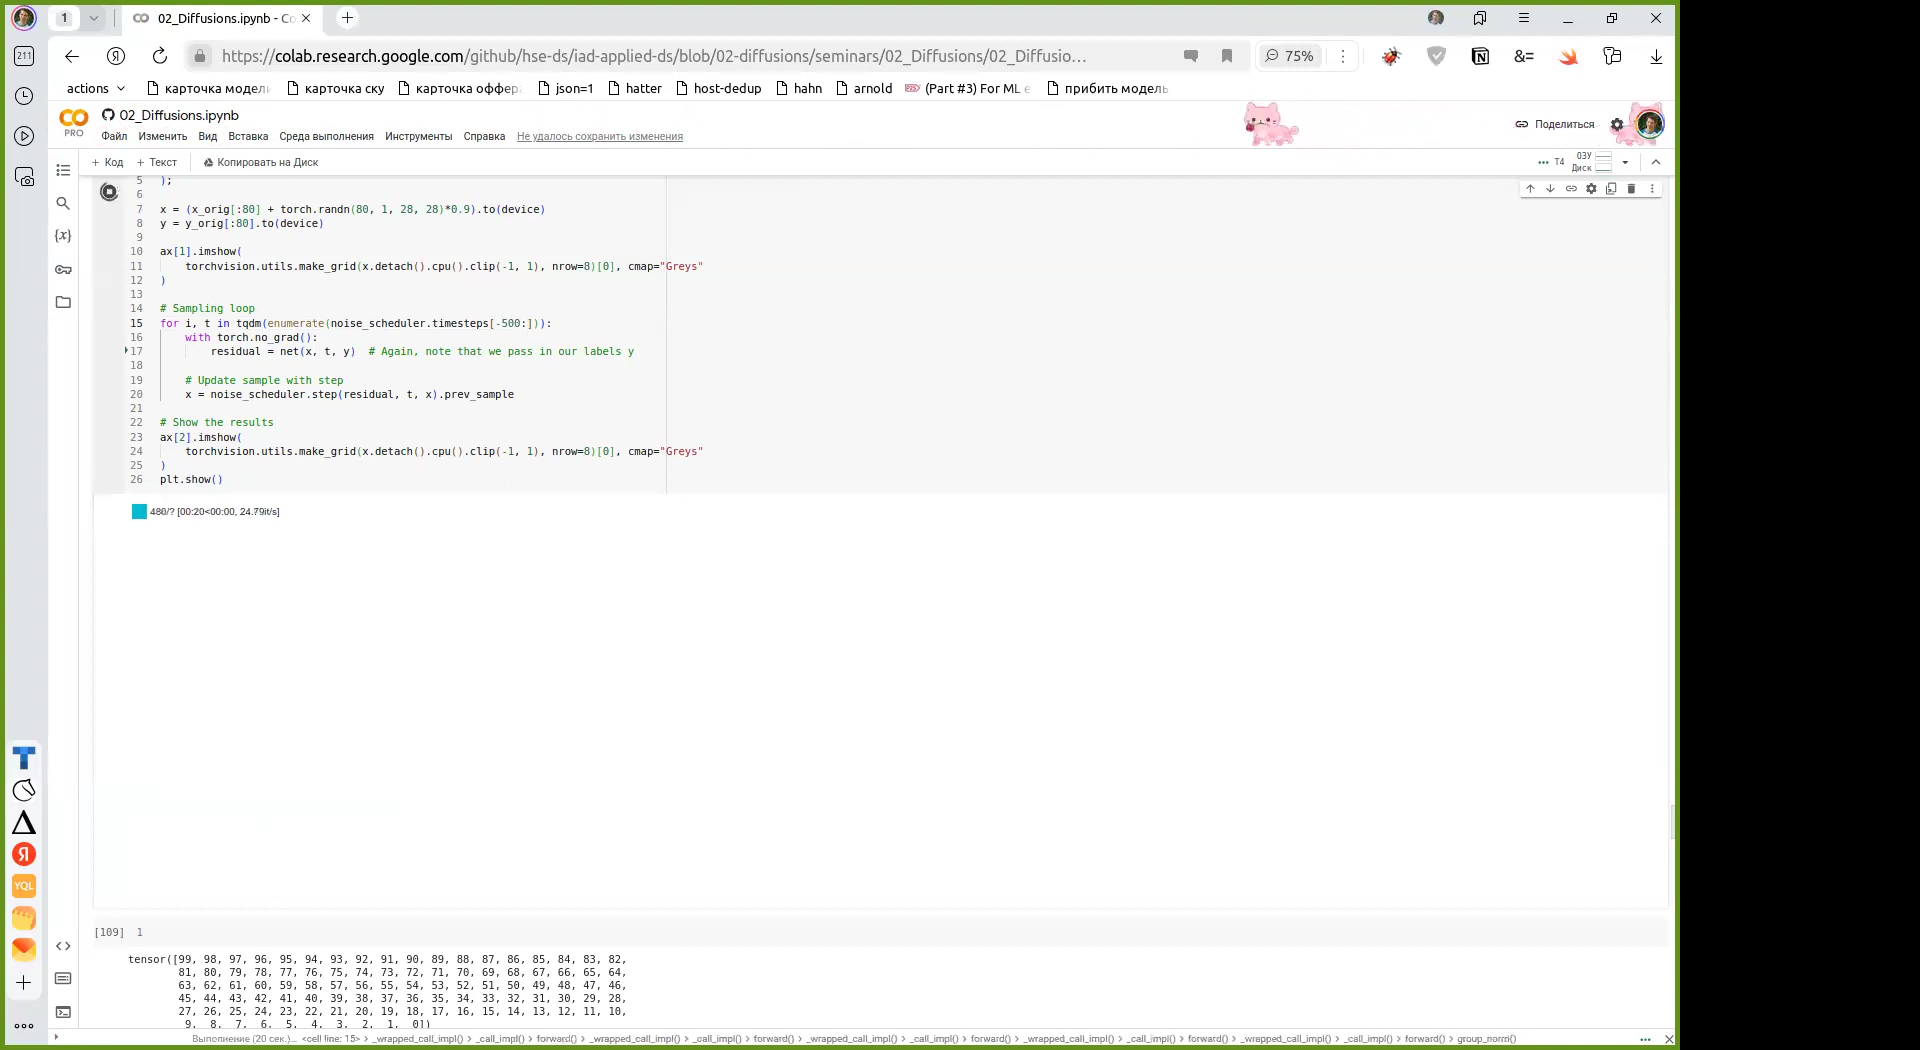 1
02_Diffusions.ipynb - Co
211
https://colab.research.google.com/github/hse-ds/iad-applied-ds/blob/02-diffusions/seminars/02_Diffusions/02_Diffusio...
75%
actions
карточка модел
карточка ску
карточка оффер
json=1
hatter
host-dedup
hahn
arnold
(Part #3) For ML e
прибить модель
PRO
02_Diffusions.ipynb
Файл Изменить Вид Вставка Среда выполнения Инструменты Справка Не удалось сохранить изменения
Поделиться
+ Код + Текст Копировать на Диск
T4 ОЗУ
Диск
5 );
6
7 x = (x_orig[:80] + torch.randn(80, 1, 28, 28)*0.9).to(device)
8 y = y_orig[:80].to(device)
9
10 ax[1].imshow(
11 torchvision.utils.make_grid(x.detach().cpu().clip(-1, 1), nrow=8)[0], cmap="Greys"
12 )
13
14 # Sampling loop
15 for i, t in tqdm(enumerate(noise_scheduler.timesteps[-500:])):
16 with torch.no_grad():
17 residual = net(x, t, y)  # Again, note that we pass in our labels y
18
19 # Update sample with step
20 x = noise_scheduler.step(residual, t, x).prev_sample
21
22 # Show the results
23 ax[2].imshow(
24 torchvision.utils.make_grid(x.detach().cpu().clip(-1, 1), nrow=8)[0], cmap="Greys"
25 )
26 plt.show()
486/? [00:20<00:00, 24.79it/s]
[109] 1
tensor([99, 98, 97, 96, 95, 94, 93, 92, 91, 90, 89, 88, 87, 86, 85, 84, 83, 82,
81, 80, 79, 78, 77, 76, 75, 74, 73, 72, 71, 70, 69, 68, 67, 66, 65, 64,
63, 62, 61, 60, 59, 58, 57, 56, 55, 54, 53, 52, 51, 50, 49, 48, 47, 46,
45, 44, 43, 42, 41, 40, 39, 38, 37, 36, 35, 34, 33, 32, 31, 30, 29, 28,
27, 26, 25, 24, 23, 22, 21, 20, 19, 18, 17, 16, 15, 14, 13, 12, 11, 10,
9, 8, 7, 6, 5, 4, 3, 2, 1, 0])
YQL
Выполнение (20 сек.)... <cell line: 15> > _wrapped_call_impl() > _call_impl() > forward() > _wrapped_call_impl() > _call_impl() > forward() > _wrapped_call_impl() > _call_impl() > forward() > _wrapped_call_impl() > _call_impl() > forward() > _wrapped_call_impl() > _call_impl() > forward() > group_norm()